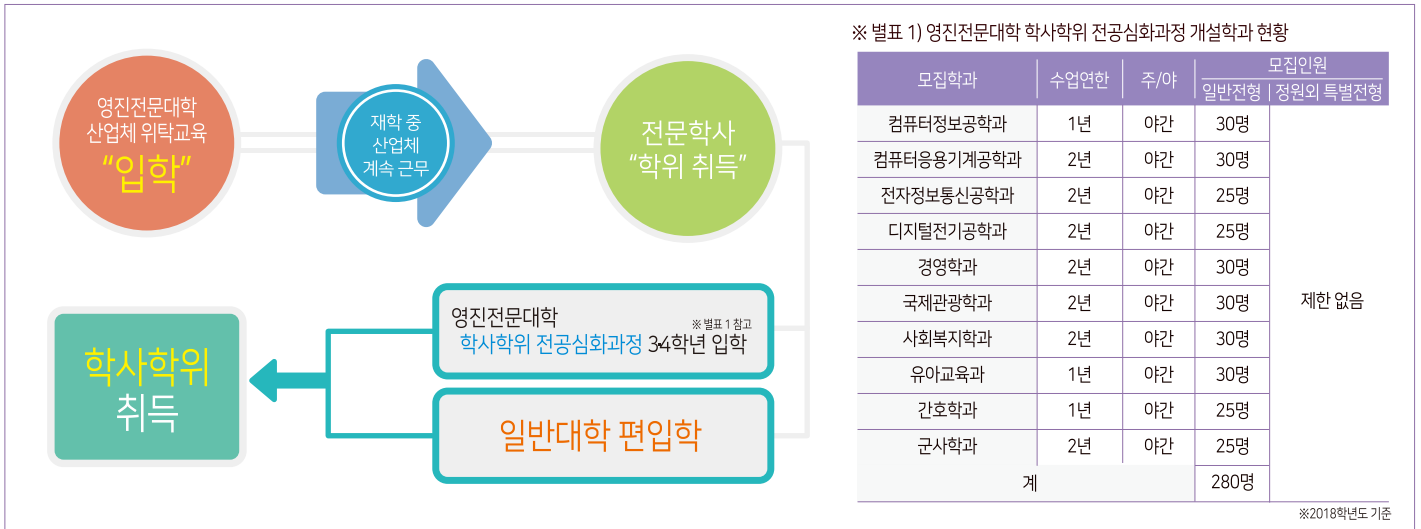 영진전문대학
산업체 위탁교육
“입학”
재학 중
산업체
계속 근무
전문학사
“학위 취득”
영진전문대학
※ 별표 1 참고
학사학위 전공심화과정 3·4학년 입학
일반대학 편입학
학사학위
취득
※ 별표 1) 영진전문대학 학사학위 전공심화과정 개설학과 현황
모집학과 수업연한 주/야 모집인원
일반전형 정원외 특별전형
컴퓨터정보공학과 1년 야간 30명
컴퓨터응용기계공학과 2년 야간 30명
전자정보통신공학과 2년 야간 25명
디지털전기공학과 2년 야간 25명
경영학과 2년 야간 30명
국제관광학과 2년 야간 30명
제한 없음
사회복지학과 2년 야간 30명
유아교육과 1년 야간 30명
간호학과 1년 야간 25명
군사학과 2년 야간 25명
계 280명
※2018학년도 기준